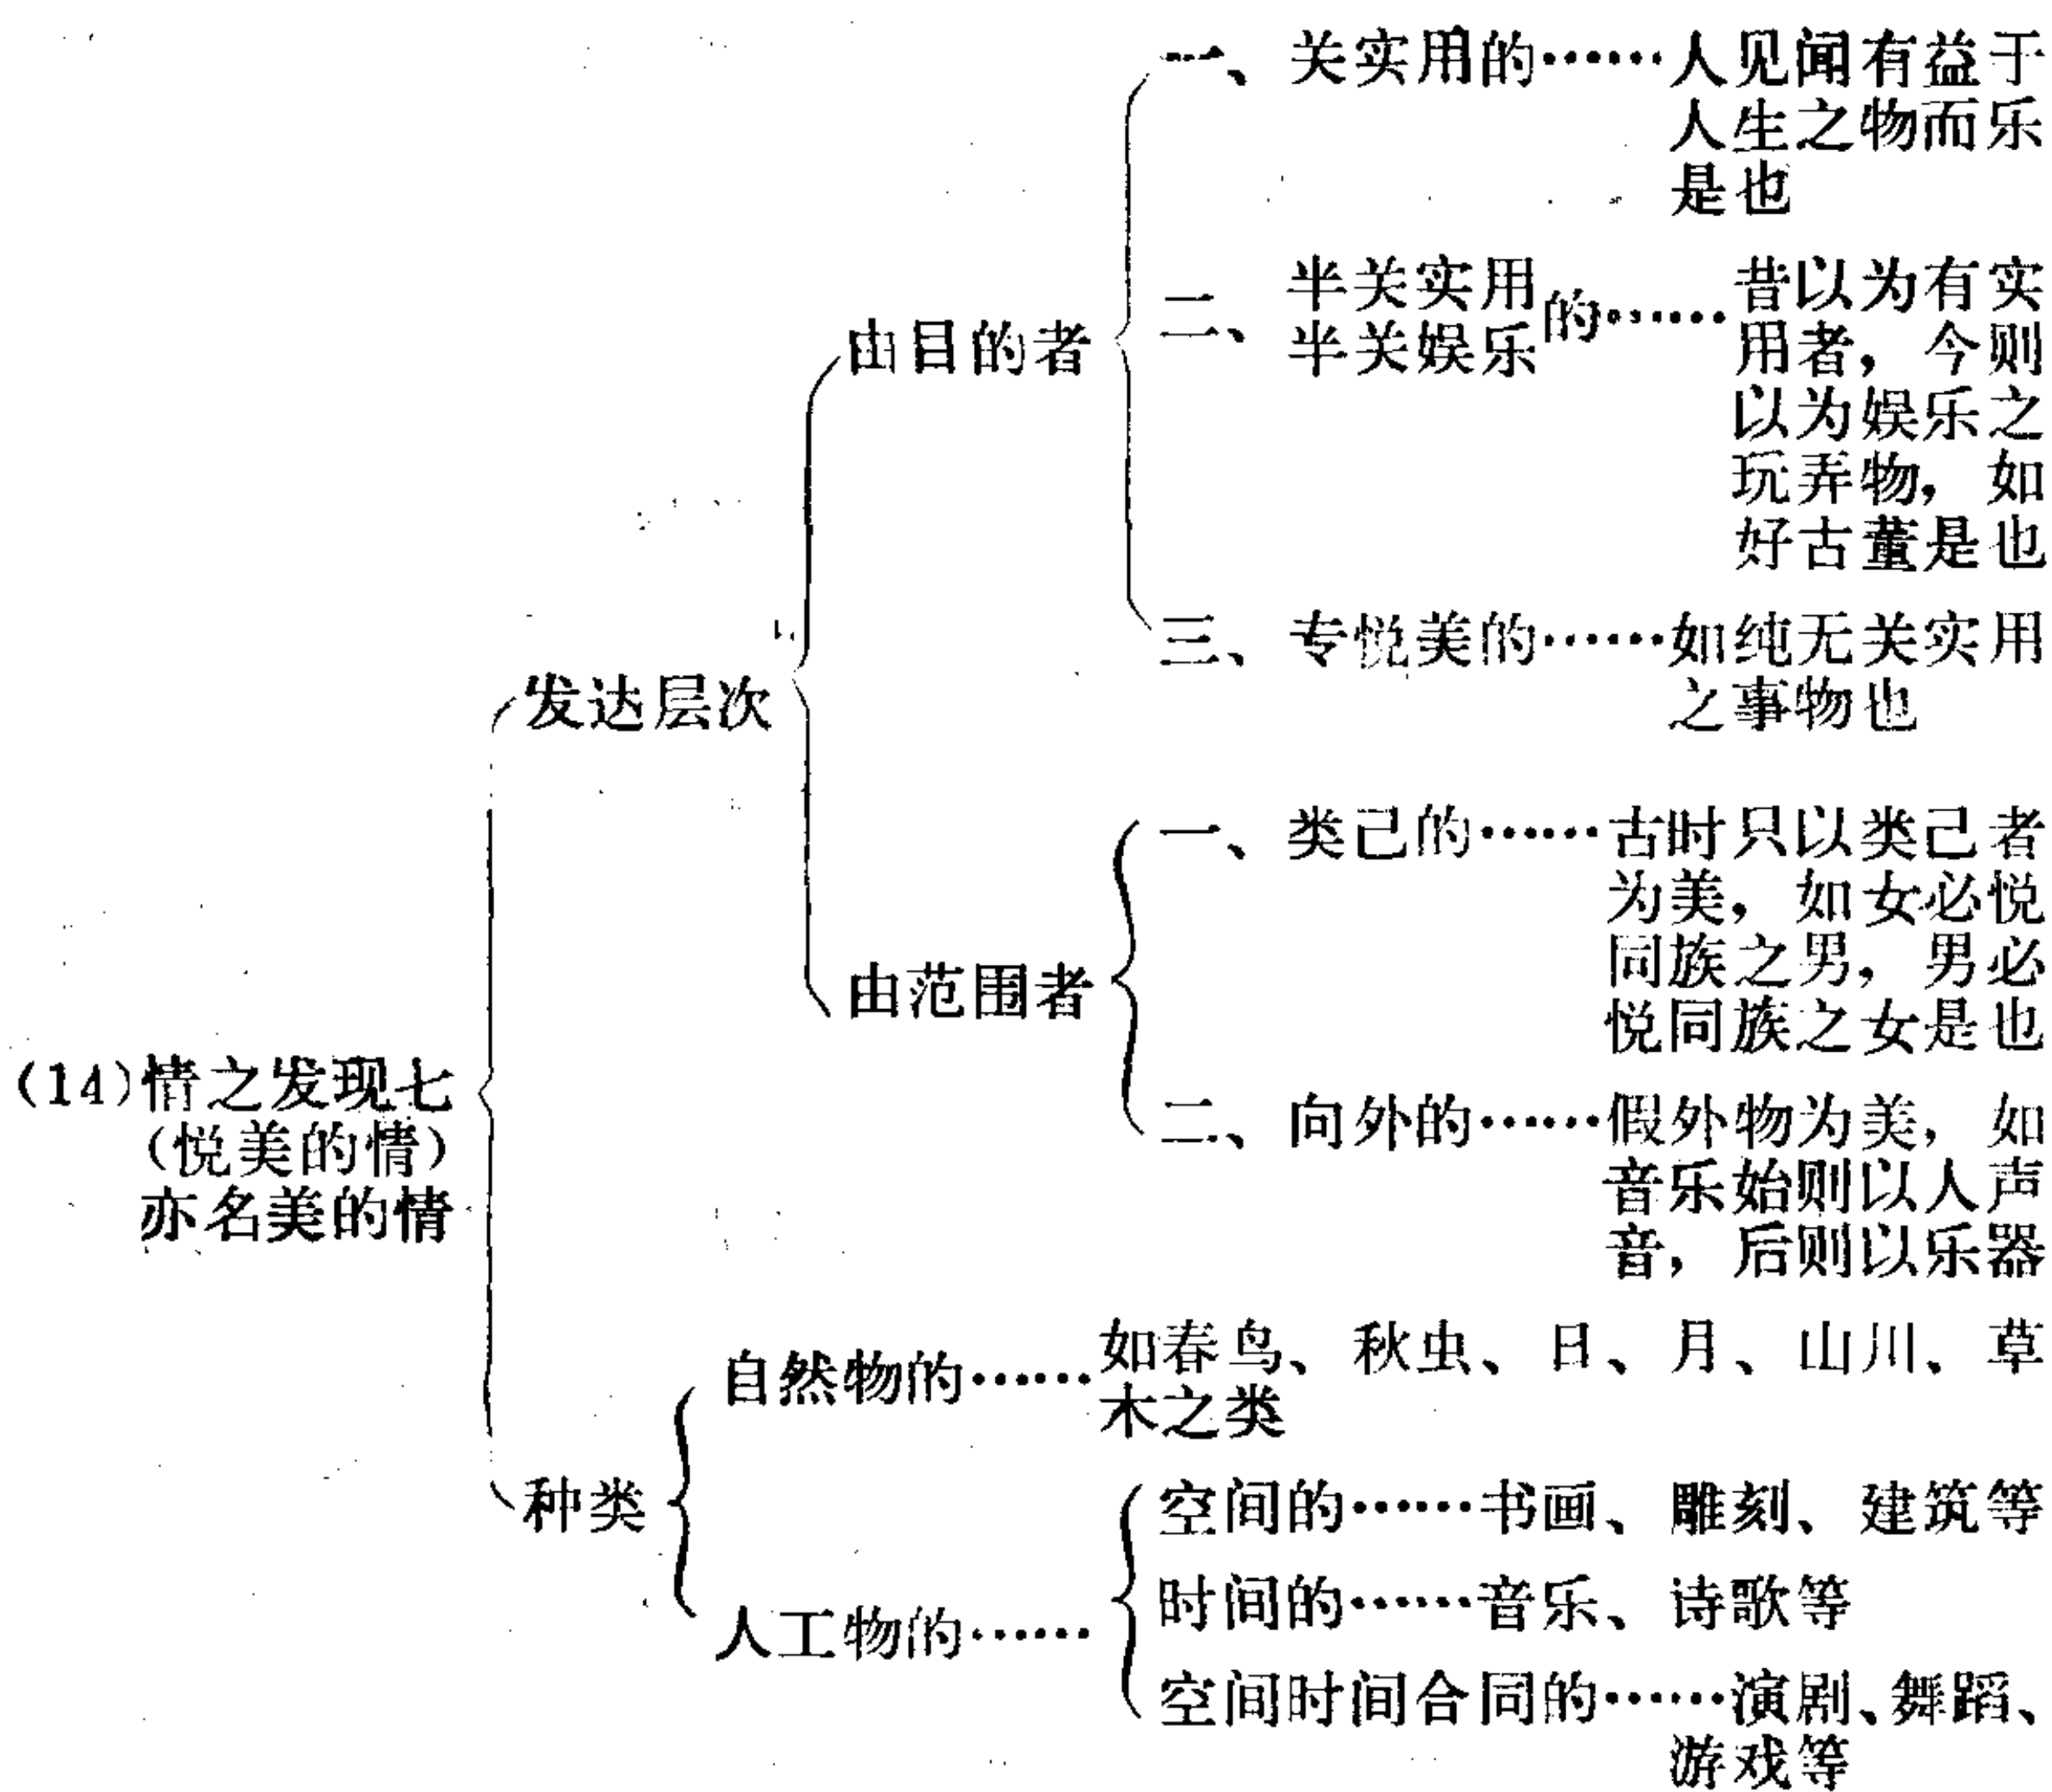 (14)情之发现七
(悦美的情)
亦名美的情
发达层次
由目的者
一、关实用的……人见闻有益于
人生之物而乐
是也
二、半关实用
半关娱乐的……昔以为有实
用者，今则
以为娱乐之
玩弄物，如
好古董是也
三、专悦美的……如纯无关实用
之事物也
由范围者
一、类己的……古时只以类己者
为美，如女必悦
同族之男，男必
悦同族之女是也
二、向外的……假外物为美，如
音乐始则以人声
音，后则以乐器
种类
自然物的……如春鸟、秋虫、日、月、山川、草
木之类
人工物的……
空间的……书画、雕刻、建筑等
时间的……音乐、诗歌等
空间时间合同的……演剧、舞蹈、
游戏等